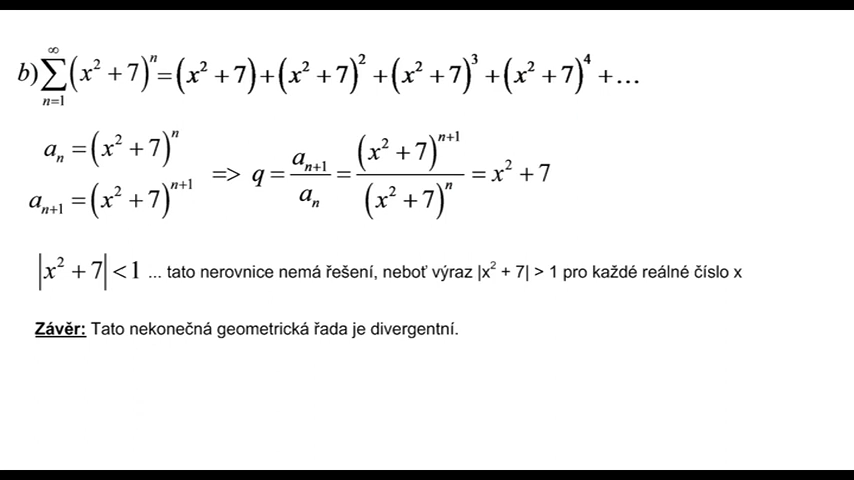 b) ∑_{n=1}^{∞} (x² + 7)ⁿ = (x² + 7) + (x² + 7)² + (x² + 7)³ + (x² + 7)⁴ + ...
aₙ = (x² + 7)ⁿ
aₙ₊₁ = (x² + 7)ⁿ⁺¹
=> q = aₙ₊₁ / aₙ = (x² + 7)ⁿ⁺¹ / (x² + 7)ⁿ = x² + 7
|x² + 7| < 1 ... tato nerovnice nemá řešení, neboť výraz |x² + 7| > 1 pro každé reálné číslo x
Závěr: Tato nekonečná geometrická řada je divergentní.